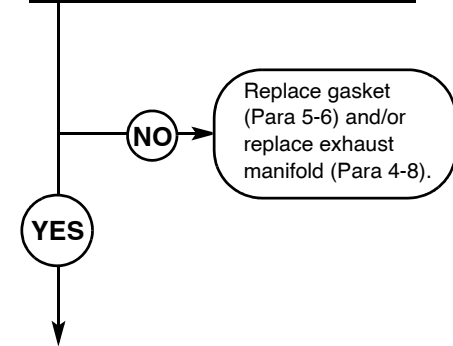 NO
Replace gasket
(Para 5-6) and/or
replace exhaust
manifold (Para 4-8).
YES